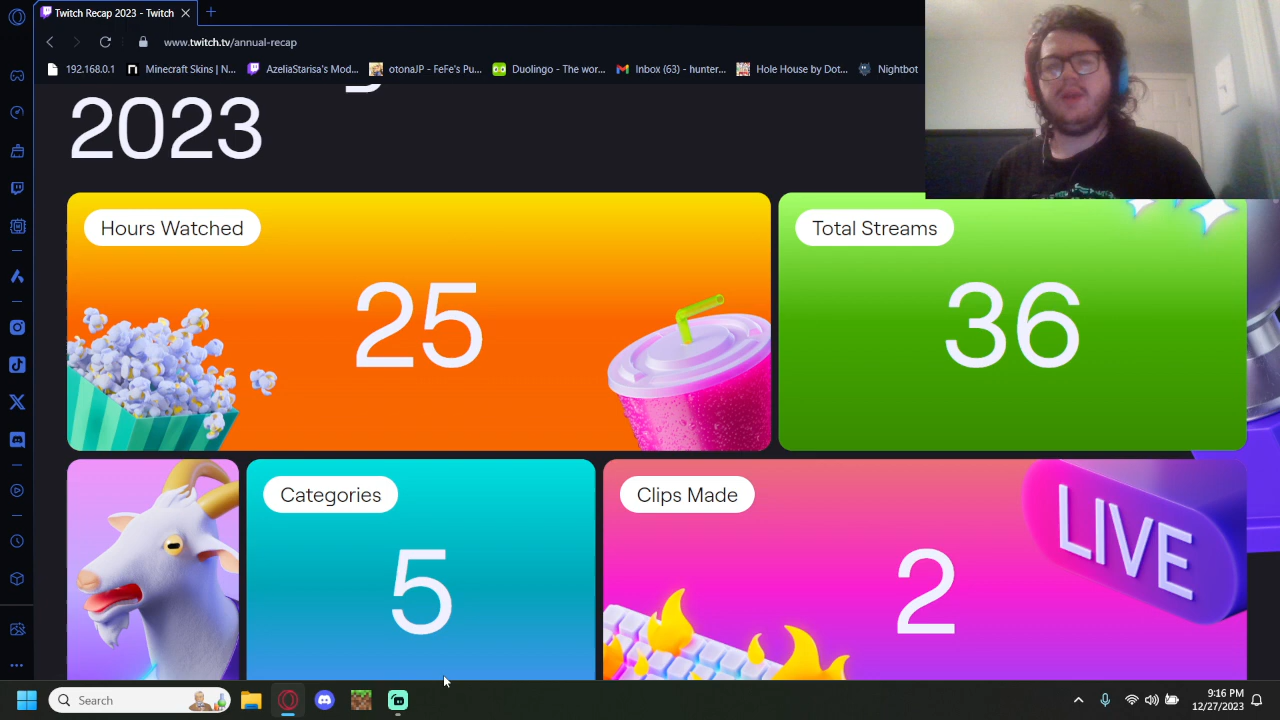 Twitch Recap 2023 - Twitch
www.twitch.tv/annual-recap
192.168.0.1
Minecraft Skins | N...
AzeliaStarisa's Mod...
otonaJP - FeFe's Pu...
Duolingo - The wor...
Inbox (63) - hunter...
Hole House by Dot...
Nightbot
2023
Hours Watched
25
Total Streams
36
Categories
5
Clips Made
2
LIVE
Search
9:16 PM
12/27/2023